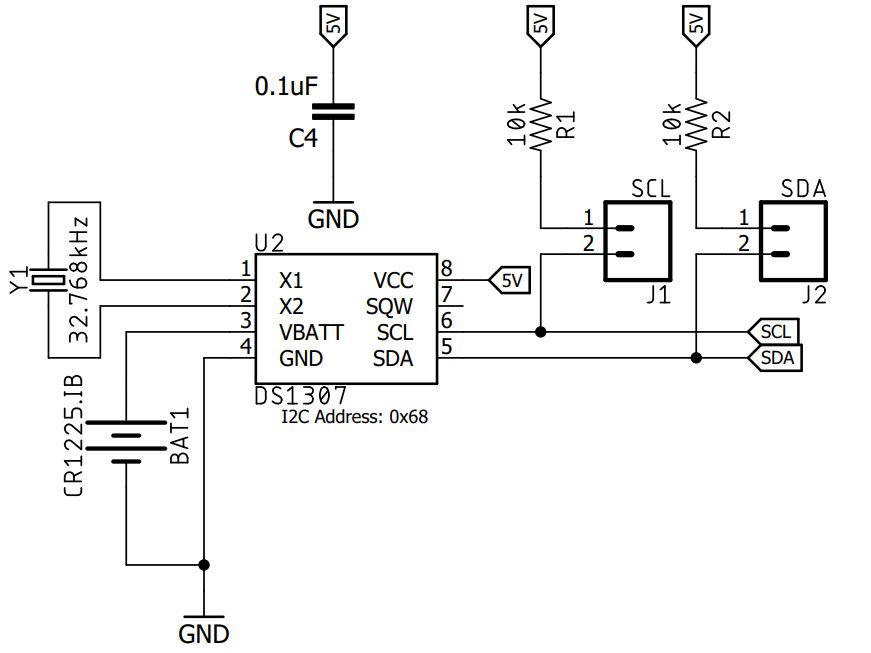 5V
5V
5V
0.1uF
C4
GND
10k
R1
10k
R2
SCL
1
2
J1
SDA
1
2
J2
Y1
32.768kHz
U2
1 X1 VCC 8
2 X2 SQW 7
3 VBATT SCL 6
4 GND SDA 5
5V
SCL
SDA
DS1307
I2C Address: 0x68
CR1225.IB
BAT1
GND